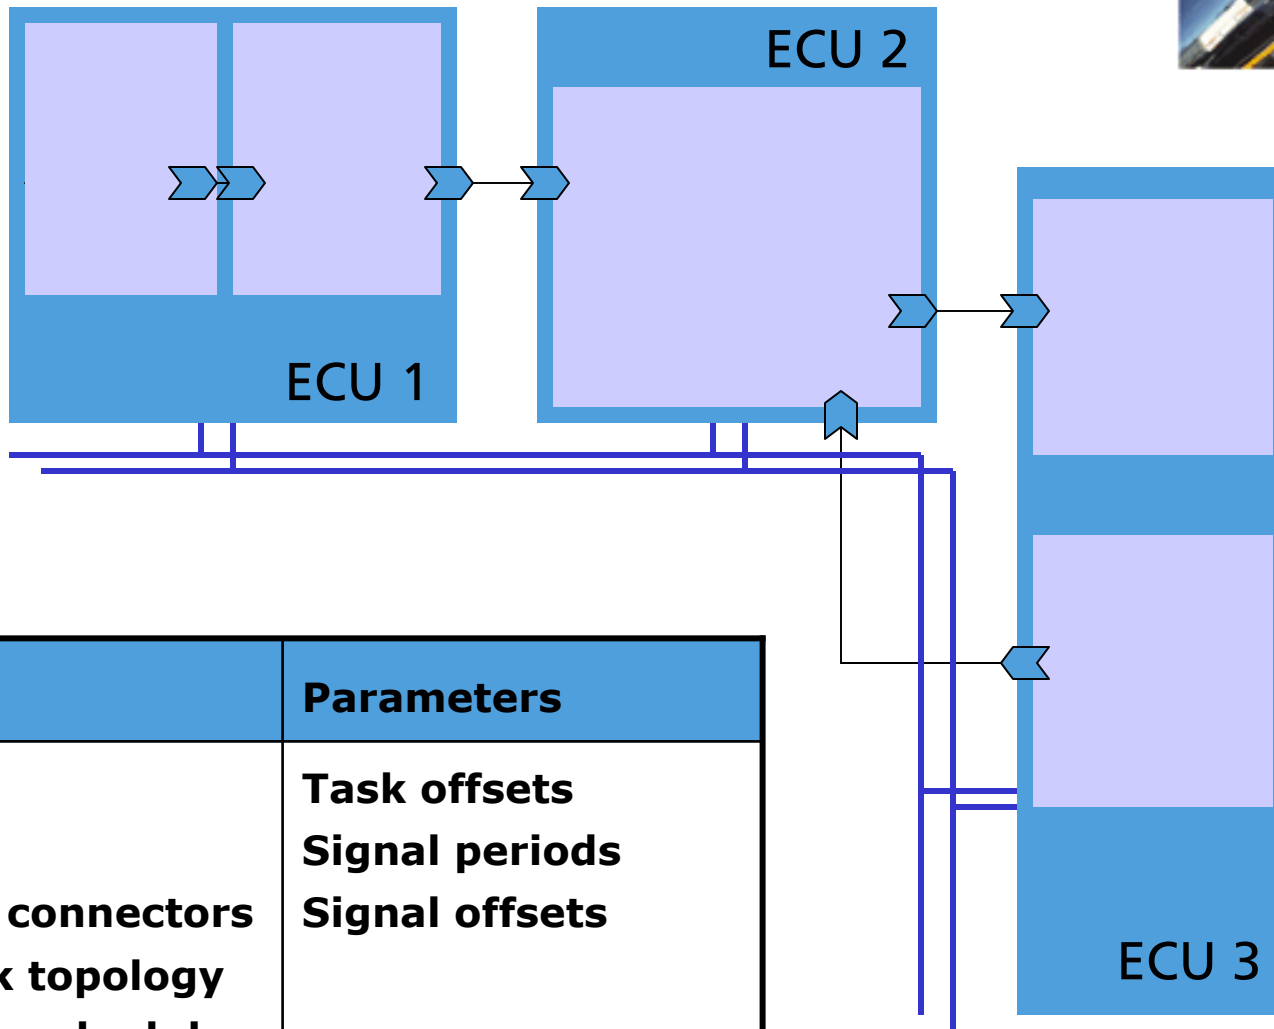 ECU 2
ECU 1
Parameters
Task offsets
Signal periods
connectors
Signal offsets
topology
ECU 3